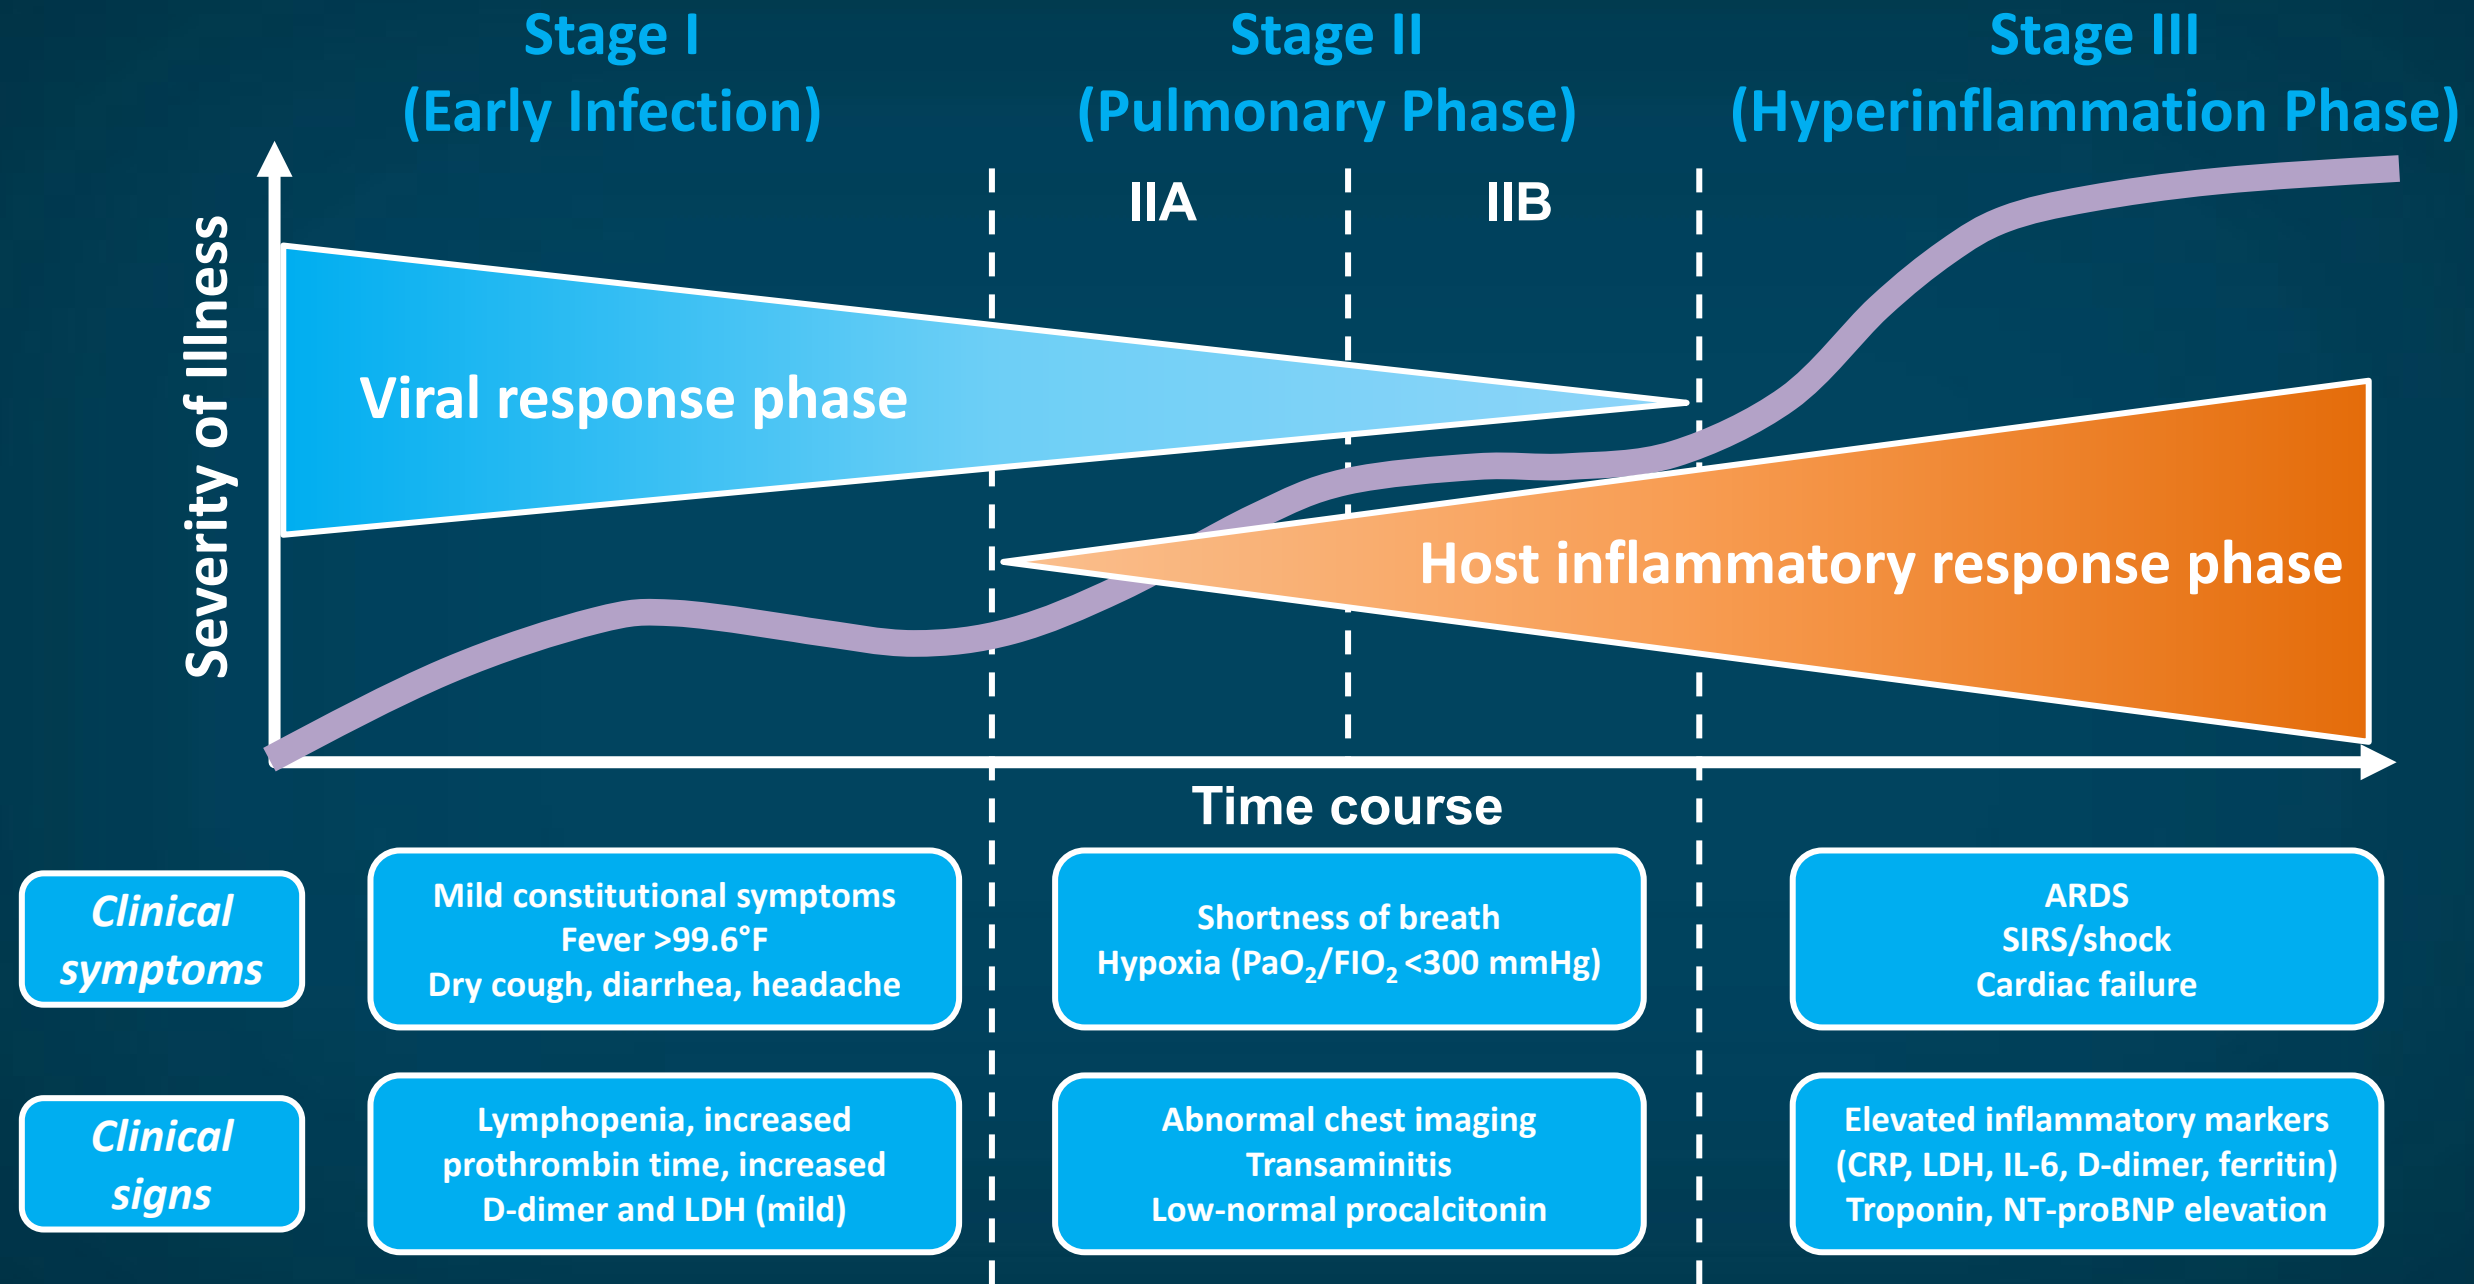 Stage I
(Early Infection)
Stage II
(Pulmonary Phase)
Stage III
(Hyperinflammation Phase)
IIA
IIB
Severity of Illness
Viral response phase
Host inflammatory response phase
Time course
Clinical
symptoms
Mild constitutional symptoms
Fever >99.6°F
Dry cough, diarrhea, headache
Shortness of breath
Hypoxia (PaO₂/FIO₂ <300 mmHg)
ARDS
SIRS/shock
Cardiac failure
Clinical
signs
Lymphopenia, increased
prothrombin time, increased
D-dimer and LDH (mild)
Abnormal chest imaging
Transaminitis
Low-normal procalcitonin
Elevated inflammatory markers
(CRP, LDH, IL-6, D-dimer, ferritin)
Troponin, NT-proBNP elevation